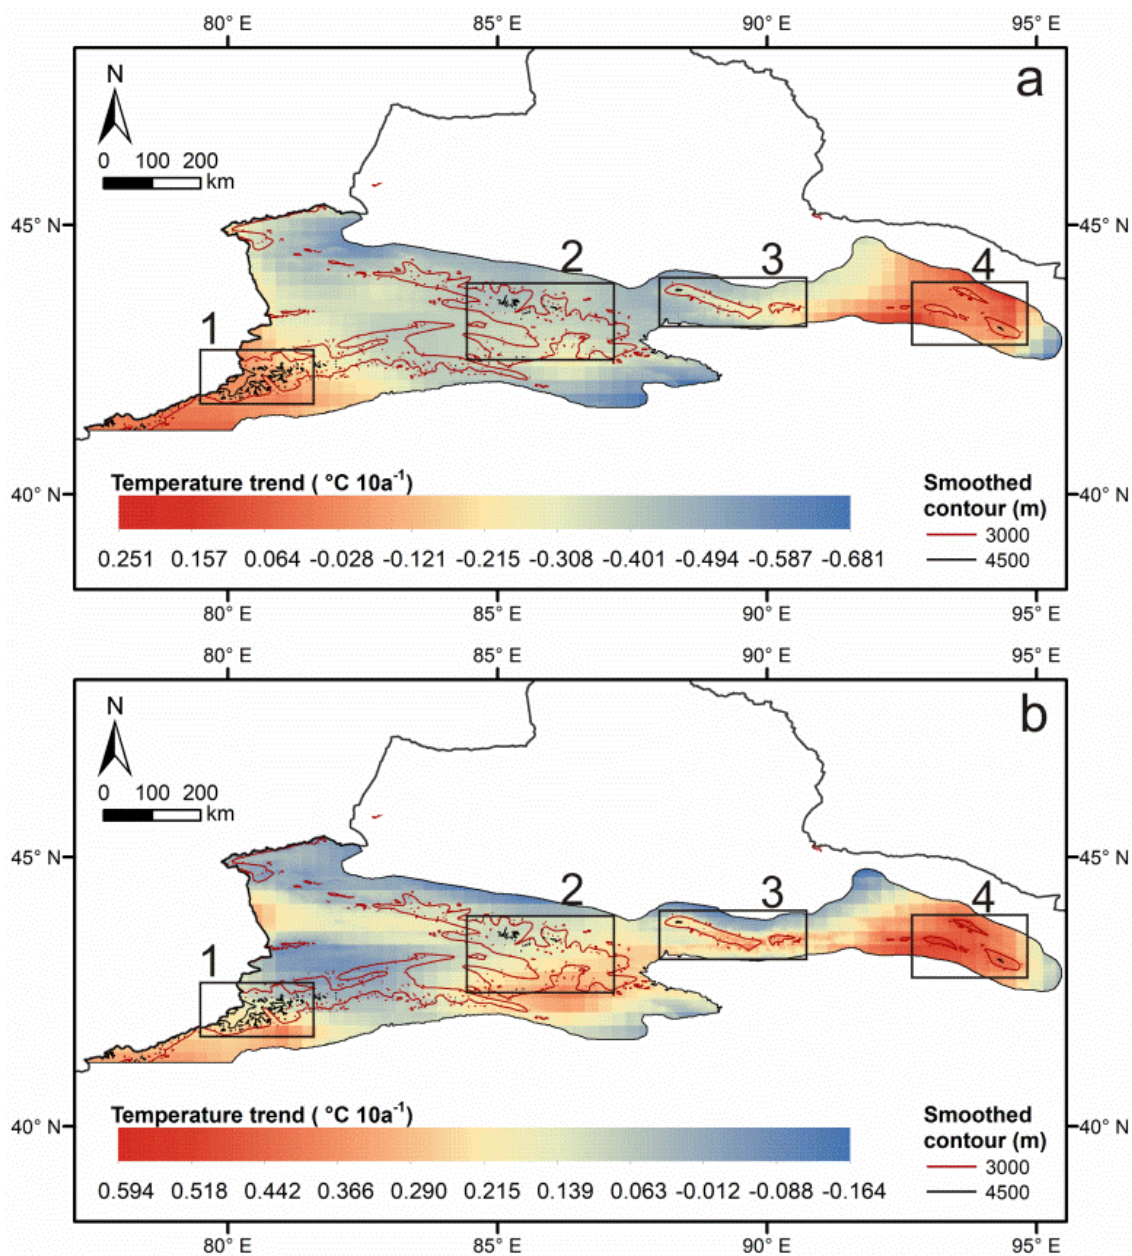 80° E 85° E 90° E 95° E
a
N
0 100 200
km
45° N 45° N
2
3
4
1
Temperature trend ( °C 10a-1)
Smoothed
contour (m)
40° N 40° N
3000
4500
0.251 0.157 0.064 -0.028 -0.121 -0.215 -0.308 -0.401 -0.494 -0.587 -0.681
80° E 85° E 90° E 95° E
80° E 85° E 90° E 95° E
b
N
0 100 200
km
45° N 45° N
2
3
4
1
Temperature trend ( °C 10a-1)
Smoothed
contour (m)
40° N 40° N
3000
4500
0.594 0.518 0.442 0.366 0.290 0.215 0.139 0.063 -0.012 -0.088 -0.164
80° E 85° E 90° E 95° E